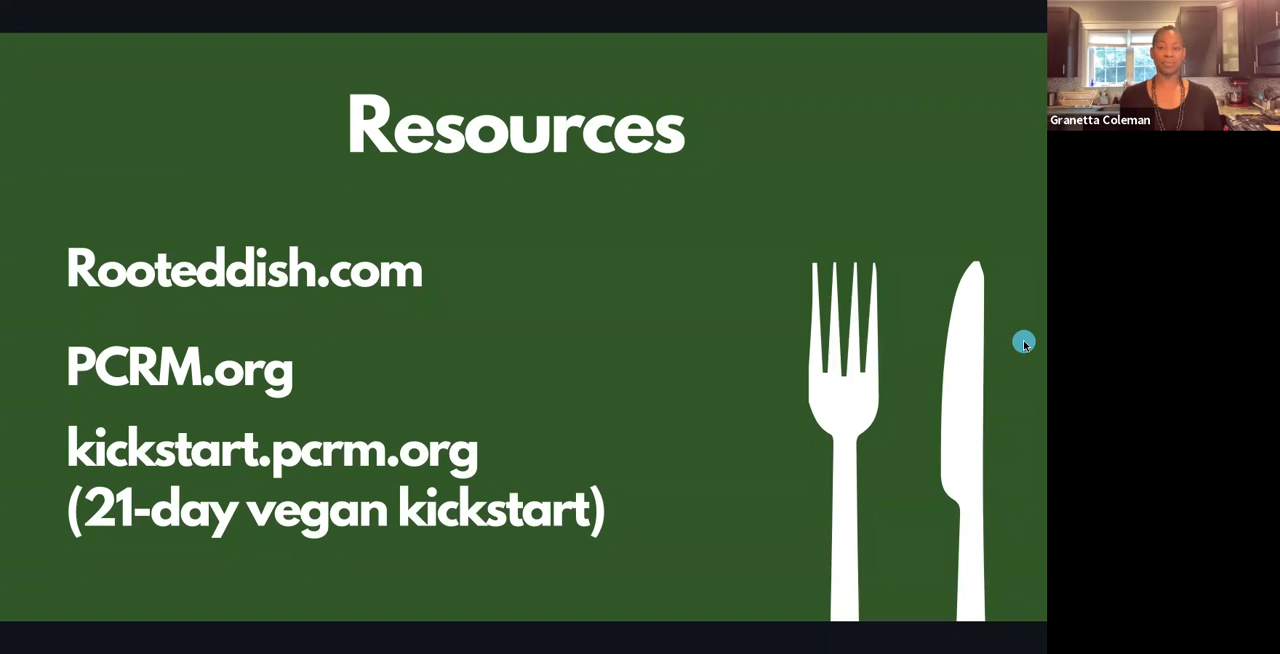 Resources
Rooteddish.com
PCRM.org
kickstart.pcrm.org
(21-day vegan kickstart)
Granetta Coleman